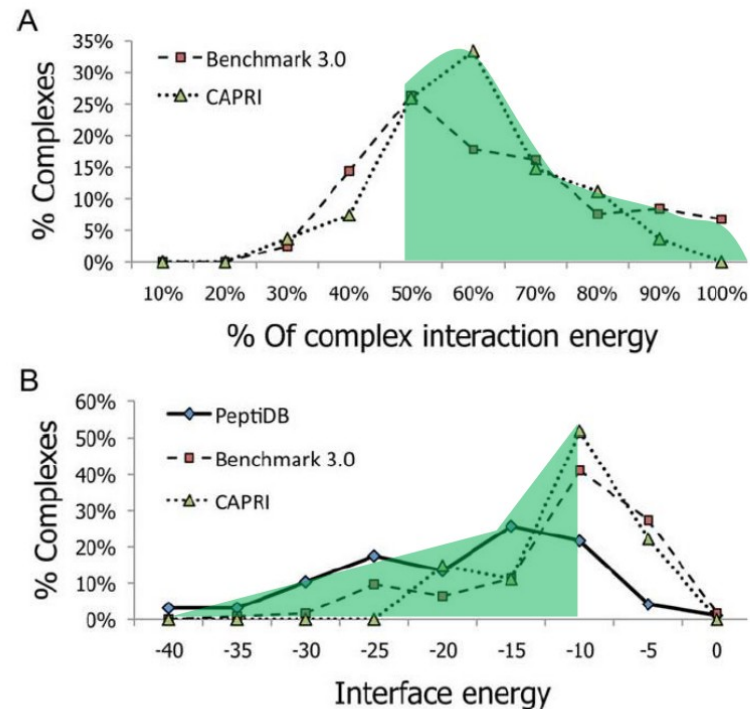 A
35%
30%
25%
20%
15%
10%
5%
0%
% Complexes
Benchmark 3.0
CAPRI
10% 20% 30% 40% 50% 60% 70% 80% 90% 100%
% Of complex interaction energy
B
60%
50%
40%
30%
20%
10%
0%
% Complexes
PeptiDB
Benchmark 3.0
CAPRI
-40 -35 -30 -25 -20 -15 -10 -5 0
Interface energy